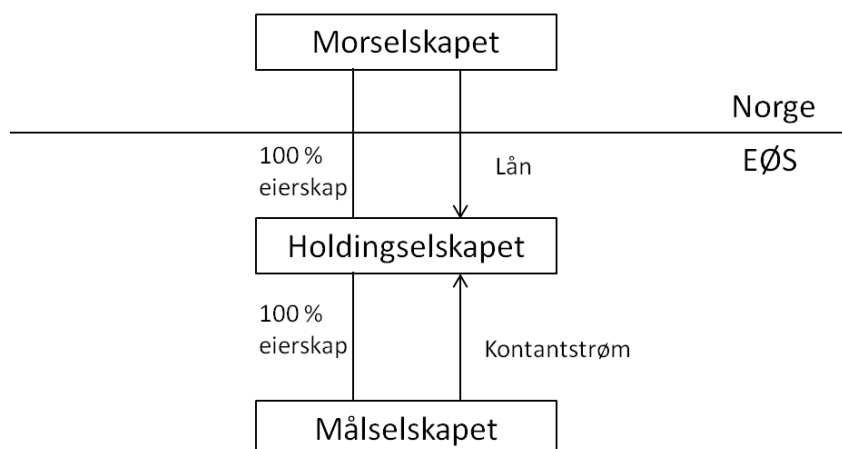 Morselskapet
Norge
100 %
eierskap
Lån
EØS
Holdingselskapet
100 %
eierskap
Kontantstrøm
Målselskapet